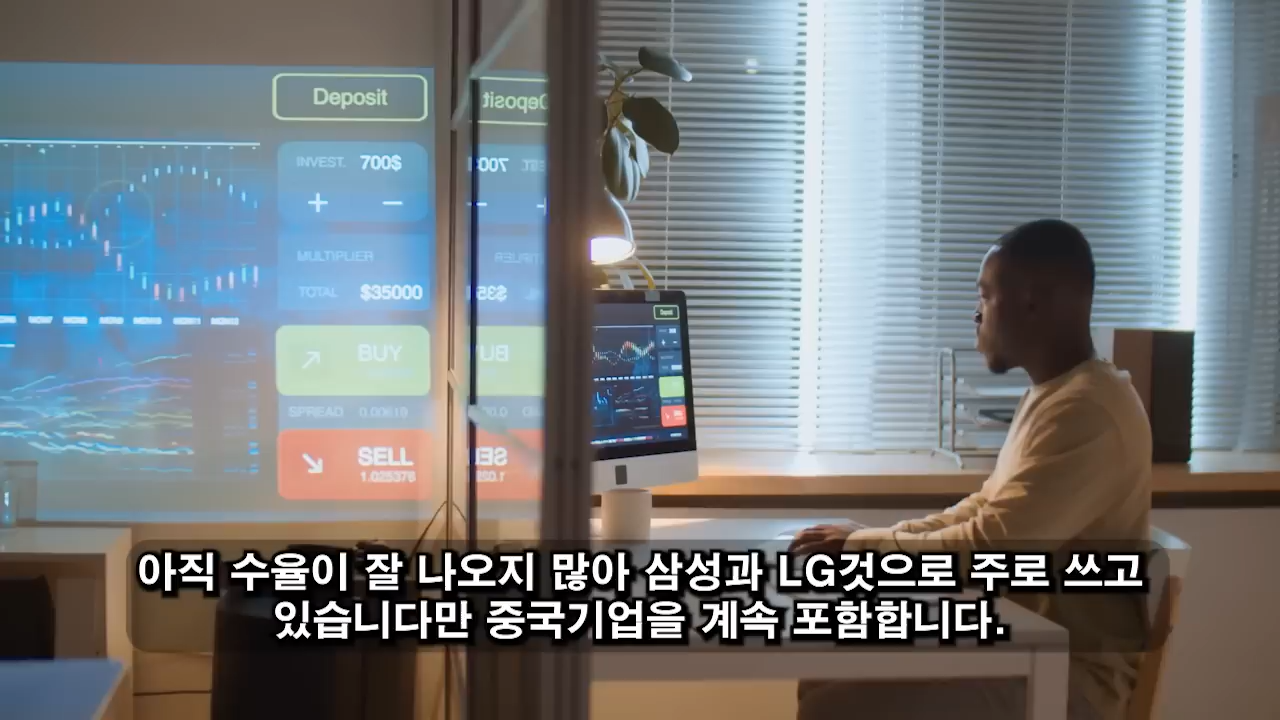 Deposit
INVEST. 700$
+ −
MULTIPLIER
TOTAL $35000
BUY
SPREAD 0.00619
SELL
1.025376
Deposit
아직 수율이 잘 나오지 많아 삼성과 LG것으로 주로 쓰고
있습니다만 중국기업을 계속 포함합니다.